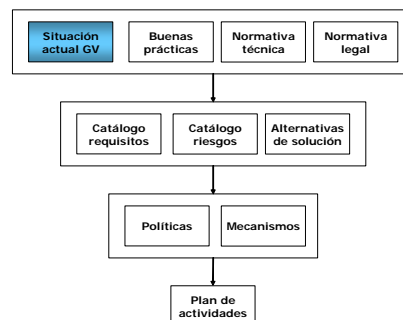 Situación
actual GV
Buenas
prácticas
Normativa
técnica
Normativa
legal
Catálogo
requisitos
Catálogo
riesgos
Alternativas
de solución
Políticas
Mecanismos
Plan de
actividades